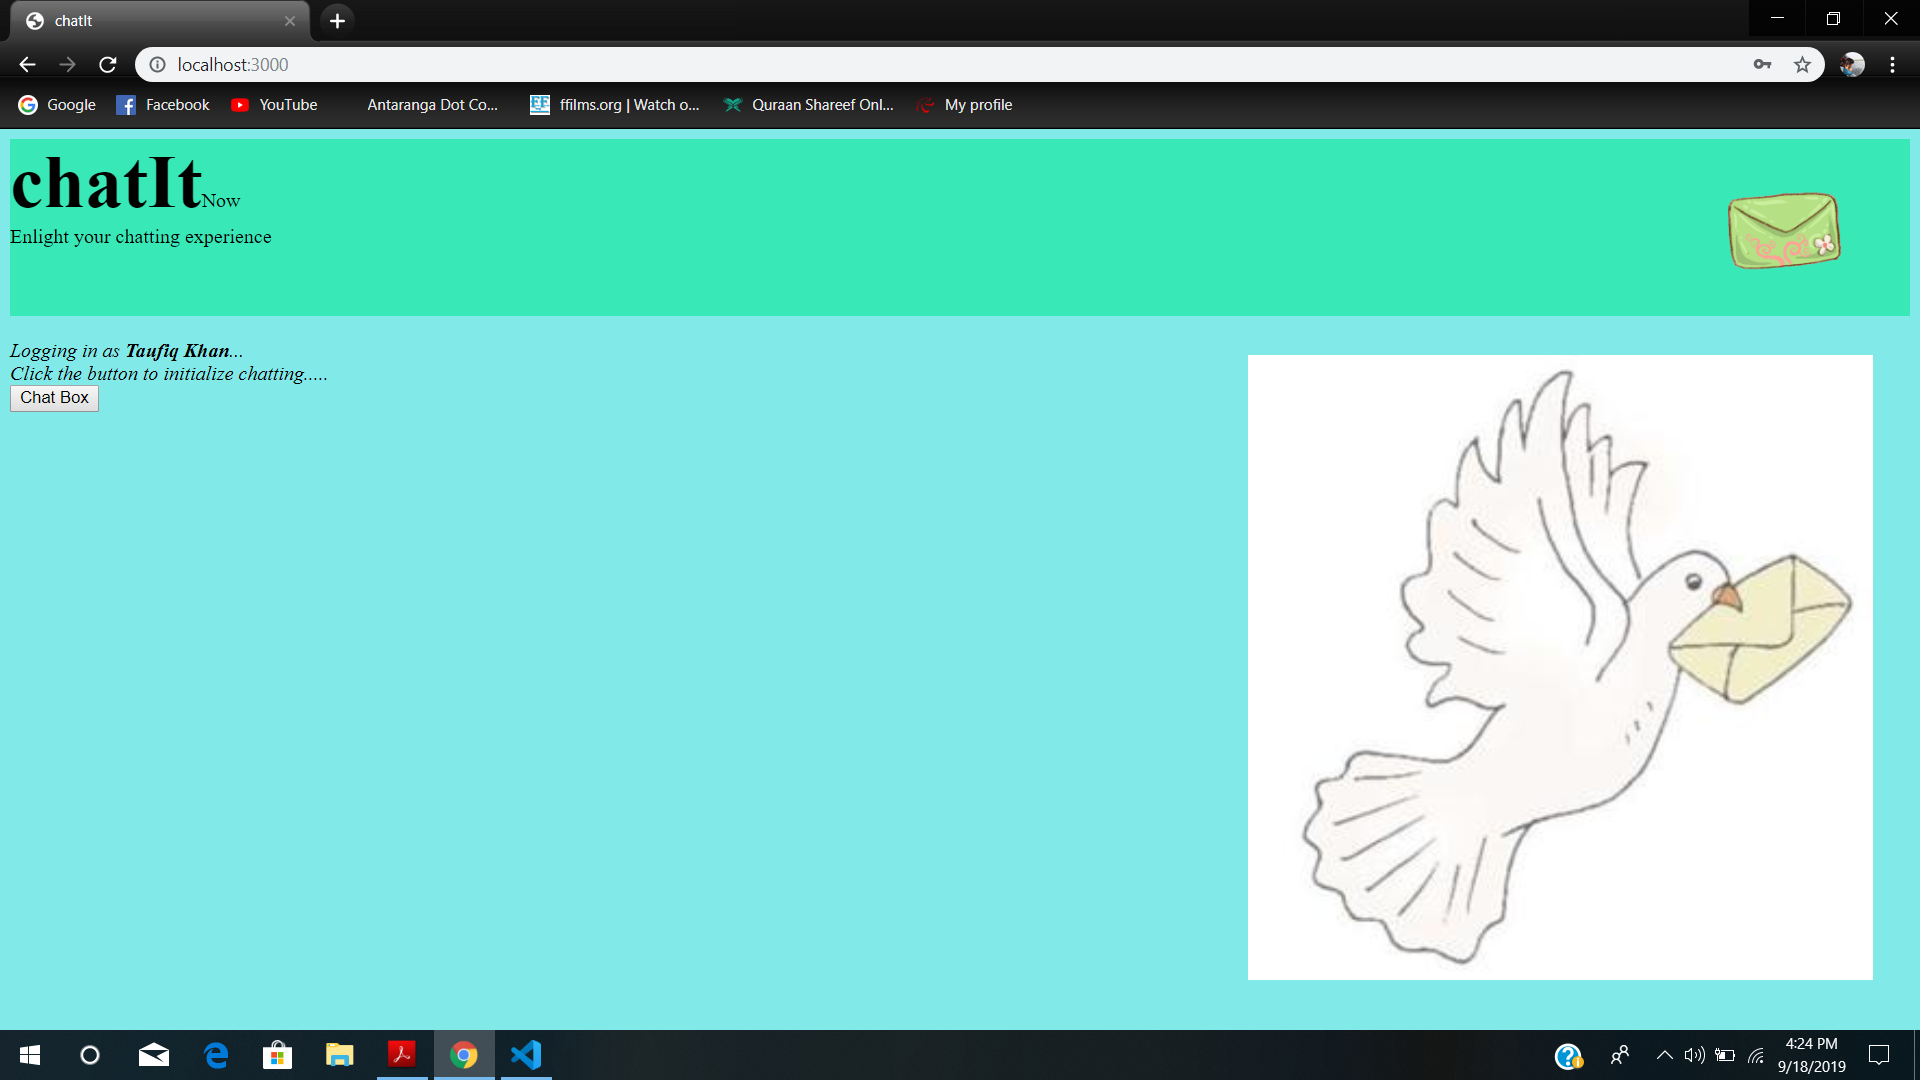 chatIt
localhost:3000
Google Facebook YouTube Antaranga Dot Co... ffilms.org | Watch o... Quraan Shareef Onl... My profile
chatItNow
Enlight your chatting experience
Logging in as Taufiq Khan...
Click the button to initialize chatting.....
Chat Box
4:24 PM
9/18/2019